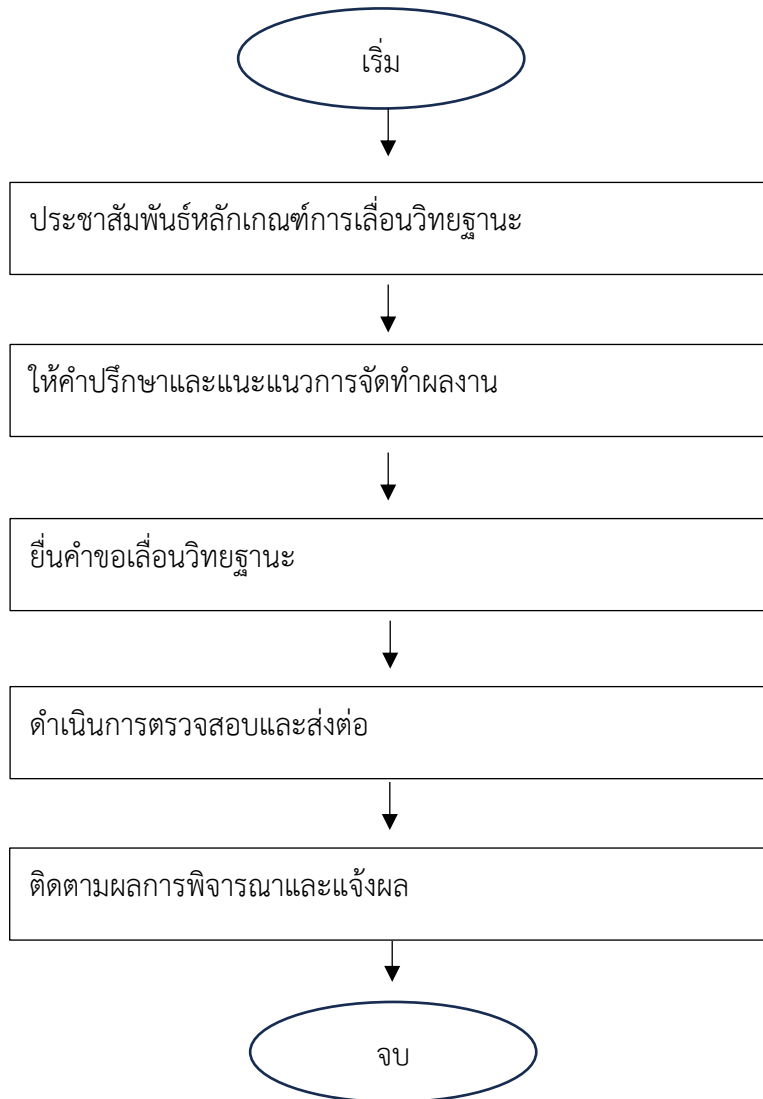 เริ่ม
ประชาสัมพันธ์หลักเกณฑ์การเลื่อนวิทยฐานะ
ให้คำปรึกษาและแนะแนวการจัดทำผลงาน
ยื่นคำขอเลื่อนวิทยฐานะ
ดำเนินการตรวจสอบและส่งต่อ
ติดตามผลการพิจารณาและแจ้งผล
จบ